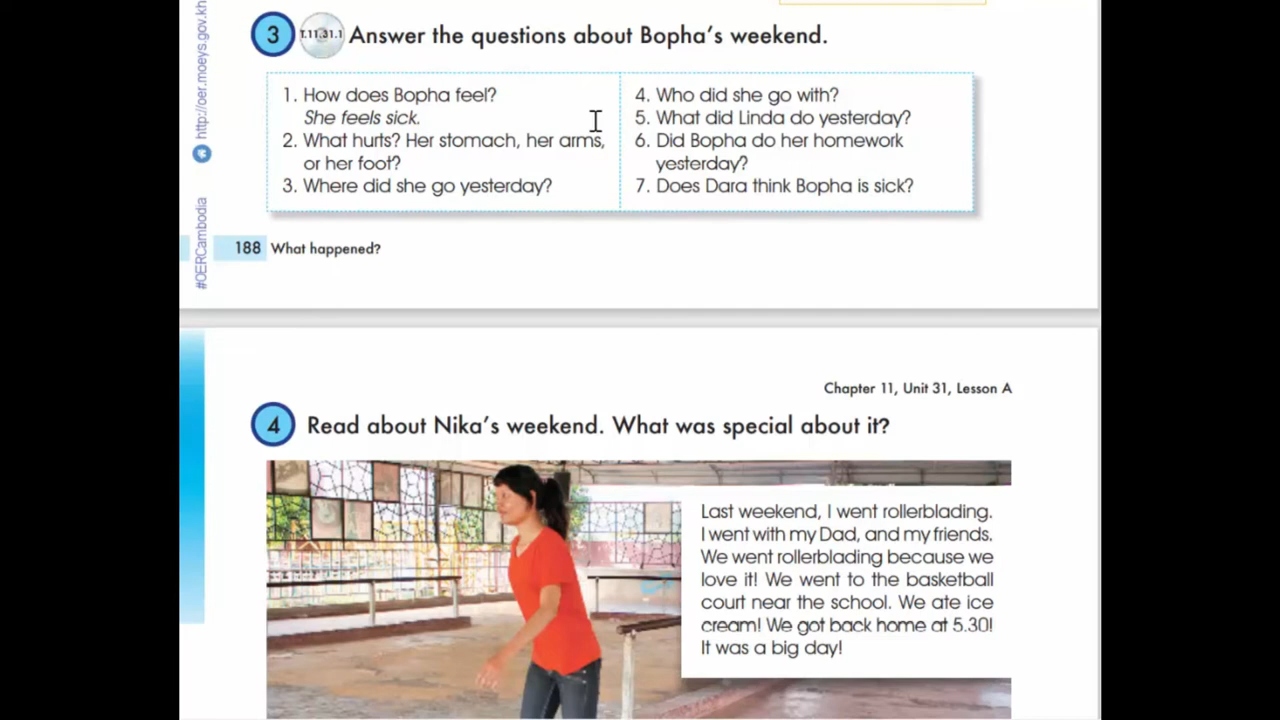 http://oer.moeys.gov.kh
#OERCambodia
3 T.11.31.1 Answer the questions about Bopha's weekend.
1. How does Bopha feel?
She feels sick.
2. What hurts? Her stomach, her arms,
or her foot?
3. Where did she go yesterday?
4. Who did she go with?
5. What did Linda do yesterday?
6. Did Bopha do her homework
yesterday?
7. Does Dara think Bopha is sick?
188 What happened?
Chapter 11, Unit 31, Lesson A
4 Read about Nika's weekend. What was special about it?
Last weekend, I went rollerblading.
I went with my Dad, and my friends.
We went rollerblading because we
love it! We went to the basketball
court near the school. We ate ice
cream! We got back home at 5.30!
It was a big day!